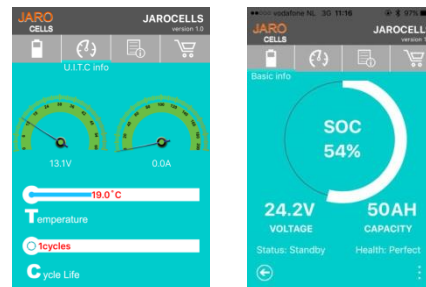 JARO
CELLS
JAROCELLS
version 1.0
U.I.T.C info
13.1V
0.0A
19.0°C
Temperature
1cycles
Cycle Life
vodafone NL 3G 11:16 97%
JARO
CELLS
JAROCELL
version
Basic info
SOC
54%
24.2V
50AH
VOLTAGE
CAPACITY
Status: Standby
Health: Perfect